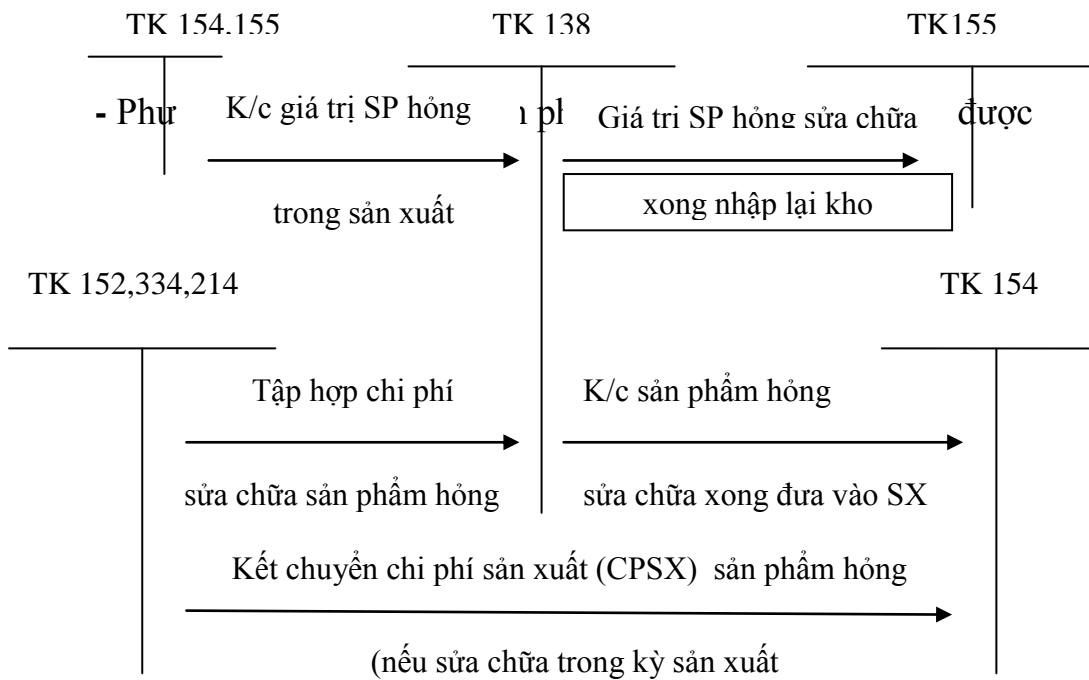 TK 154,155 TK 138 TK155
- Phư K/c giá trị SP hỏng Giá trị SP hỏng sửa chữa được
trong sản xuất xong nhập lại kho
TK 152,334,214 TK 154
Tập hợp chi phí K/c sản phẩm hỏng
sửa chữa sản phẩm hỏng sửa chữa xong đưa vào SX
Kết chuyển chi phí sản xuất (CPSX) sản phẩm hỏng
(nếu sửa chữa trong kỳ sản xuất